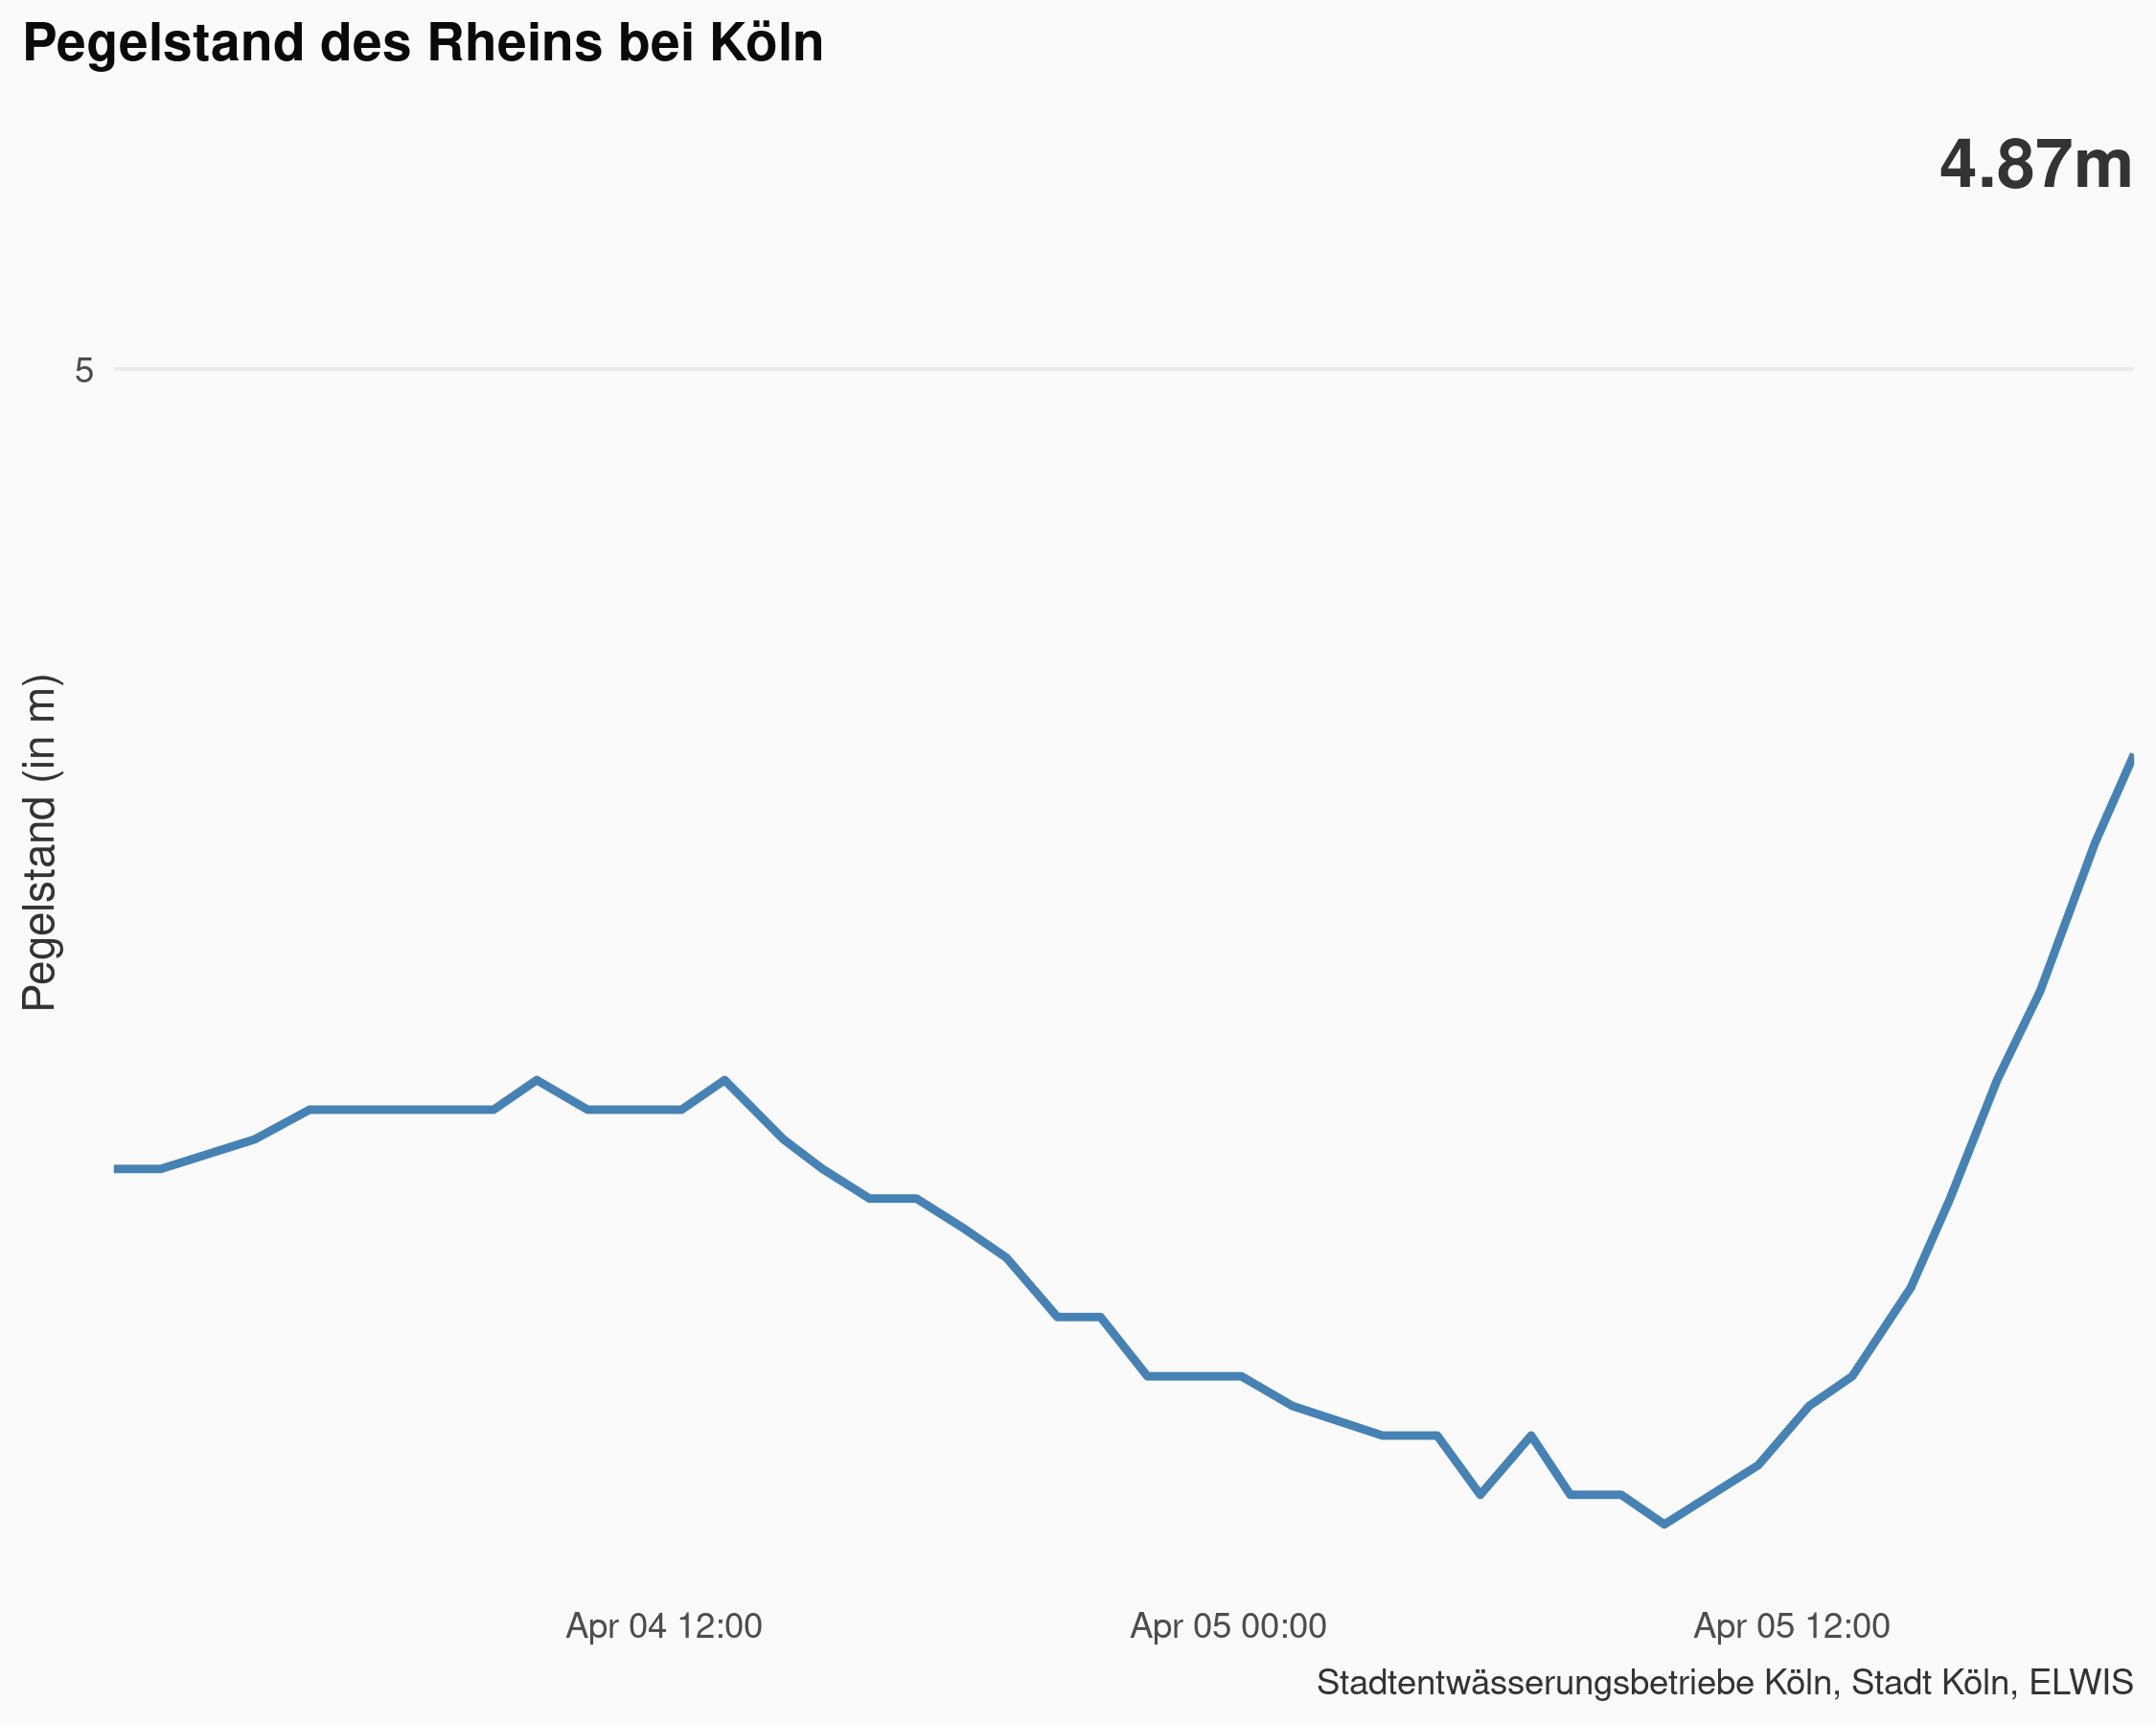 Pegelstand des Rheins bei Köln
4.87m
5
Pegelstand (in m)
Apr 04 12:00
Apr 05 00:00
Apr 05 12:00
Stadtentwässerungsbetriebe Köln, Stadt Köln, ELWIS